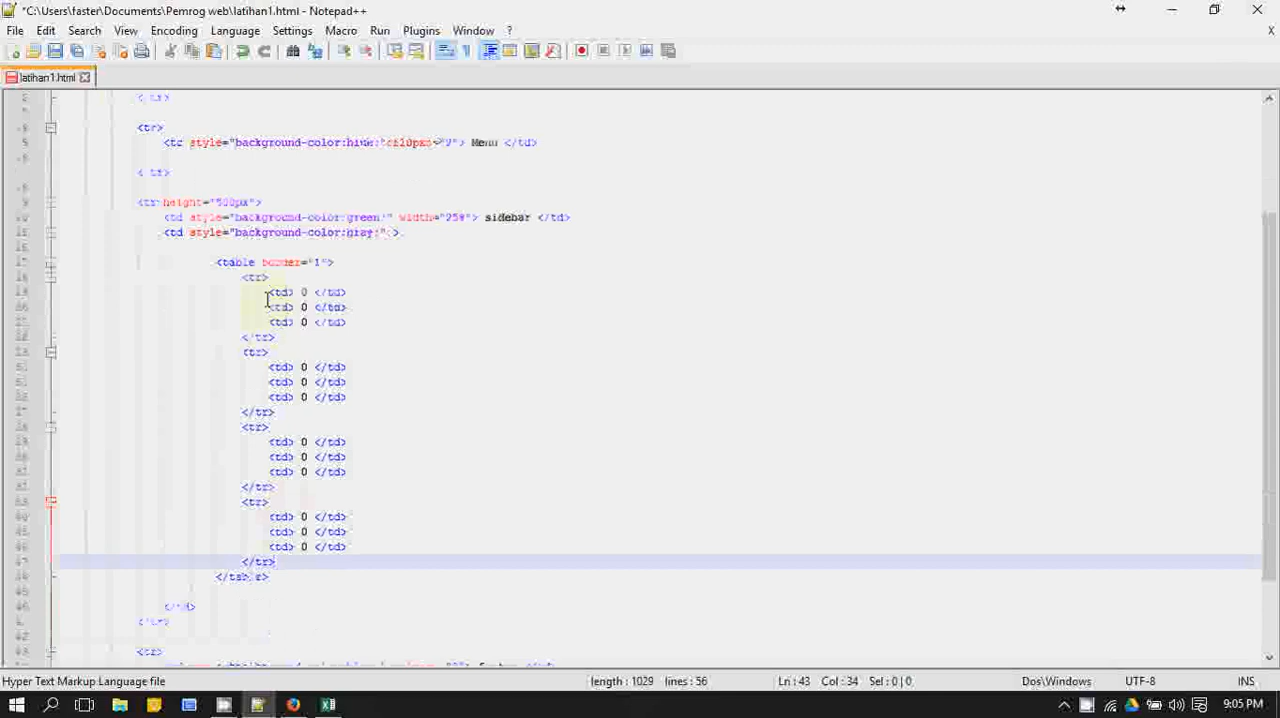 *C:\Users\faster\Documents\Pemrog web\latihan1.html - Notepad++
File Edit Search View Encoding Language Settings Macro Run Plugins Window ? X
latihan1.html
<tr>
Menu </td>
<tr height="500px">
<td style="background-color:green" width="25%"> sidebar </td>
<td style="background-color:gray;" >
<table border="1">
<tr>
<td> 0 </td>
<td> 0 </td>
<td> 0 </td>
</tr>
<tr>
<td> 0 </td>
<td> 0 </td>
<td> 0 </td>
</tr>
<tr>
<td> 0 </td>
<td> 0 </td>
<td> 0 </td>
</tr>
<tr>
<td> 0 </td>
<td> 0 </td>
<td> 0 </td>
</tr>
</table>
</td>
</tr>
<tr>
Hyper Text Markup Language file length : 1029 lines : 56 Ln : 43 Col : 34 Sel : 0 | 0 Dos\Windows UTF-8 INS
9:05 PM